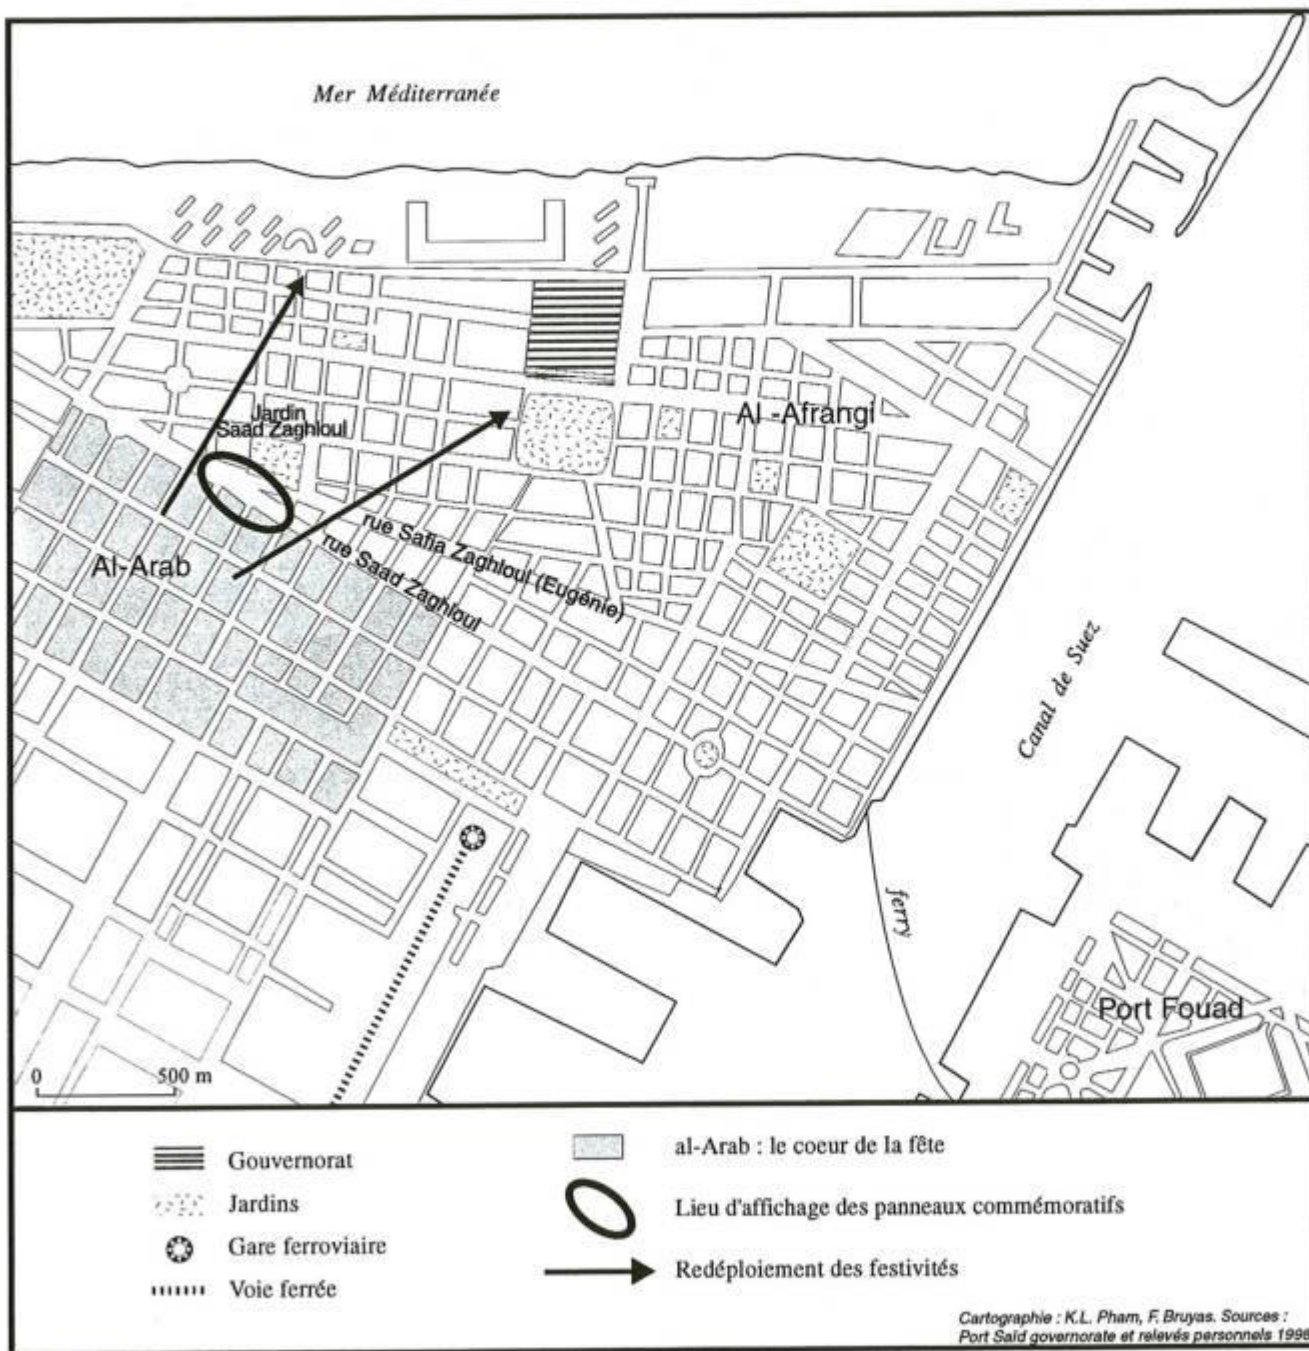 Mer Méditerranée
Jardin
Saad Zaghloul
Al -Afrangi
rue Safia Zaghloul (Eugénie)
rue Saad Zaghloul
Al-Arab
Canal de Suez
ferry
Port Fouad
0 500 m
Gouvernorat
Jardins
Gare ferroviaire
Voie ferrée
al-Arab : le coeur de la fête
Lieu d'affichage des panneaux commémoratifs
Redéploiement des festivités
Cartographie : K.L. Pham, F. Bruyas. Sources :
Port Saïd governorate et relevés personnels 1998